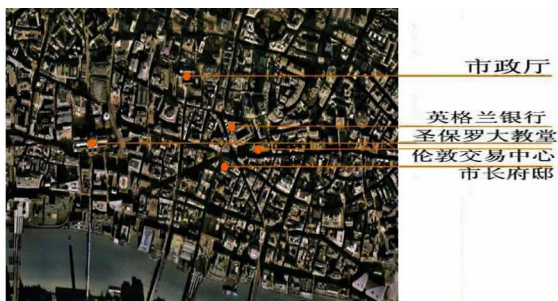 市政厅
英格兰银行
圣保罗大教堂
伦敦交易中心
市长府邸